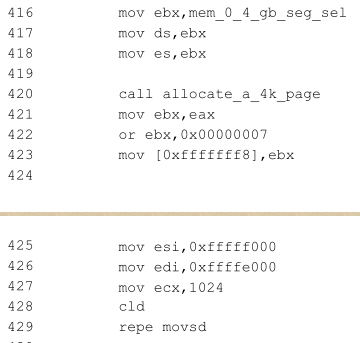 416 mov ebx,mem_0_4_gb_seg_sel
417 mov ds,ebx
418 mov es,ebx
419
420 call allocate_a_4k_page
421 mov ebx,eax
422 or ebx,0x00000007
423 mov [0xfffffff8],ebx
424
425 mov esi,0xfffff000
426 mov edi,0xffffe000
427 mov ecx,1024
428 cld
429 repe movsd